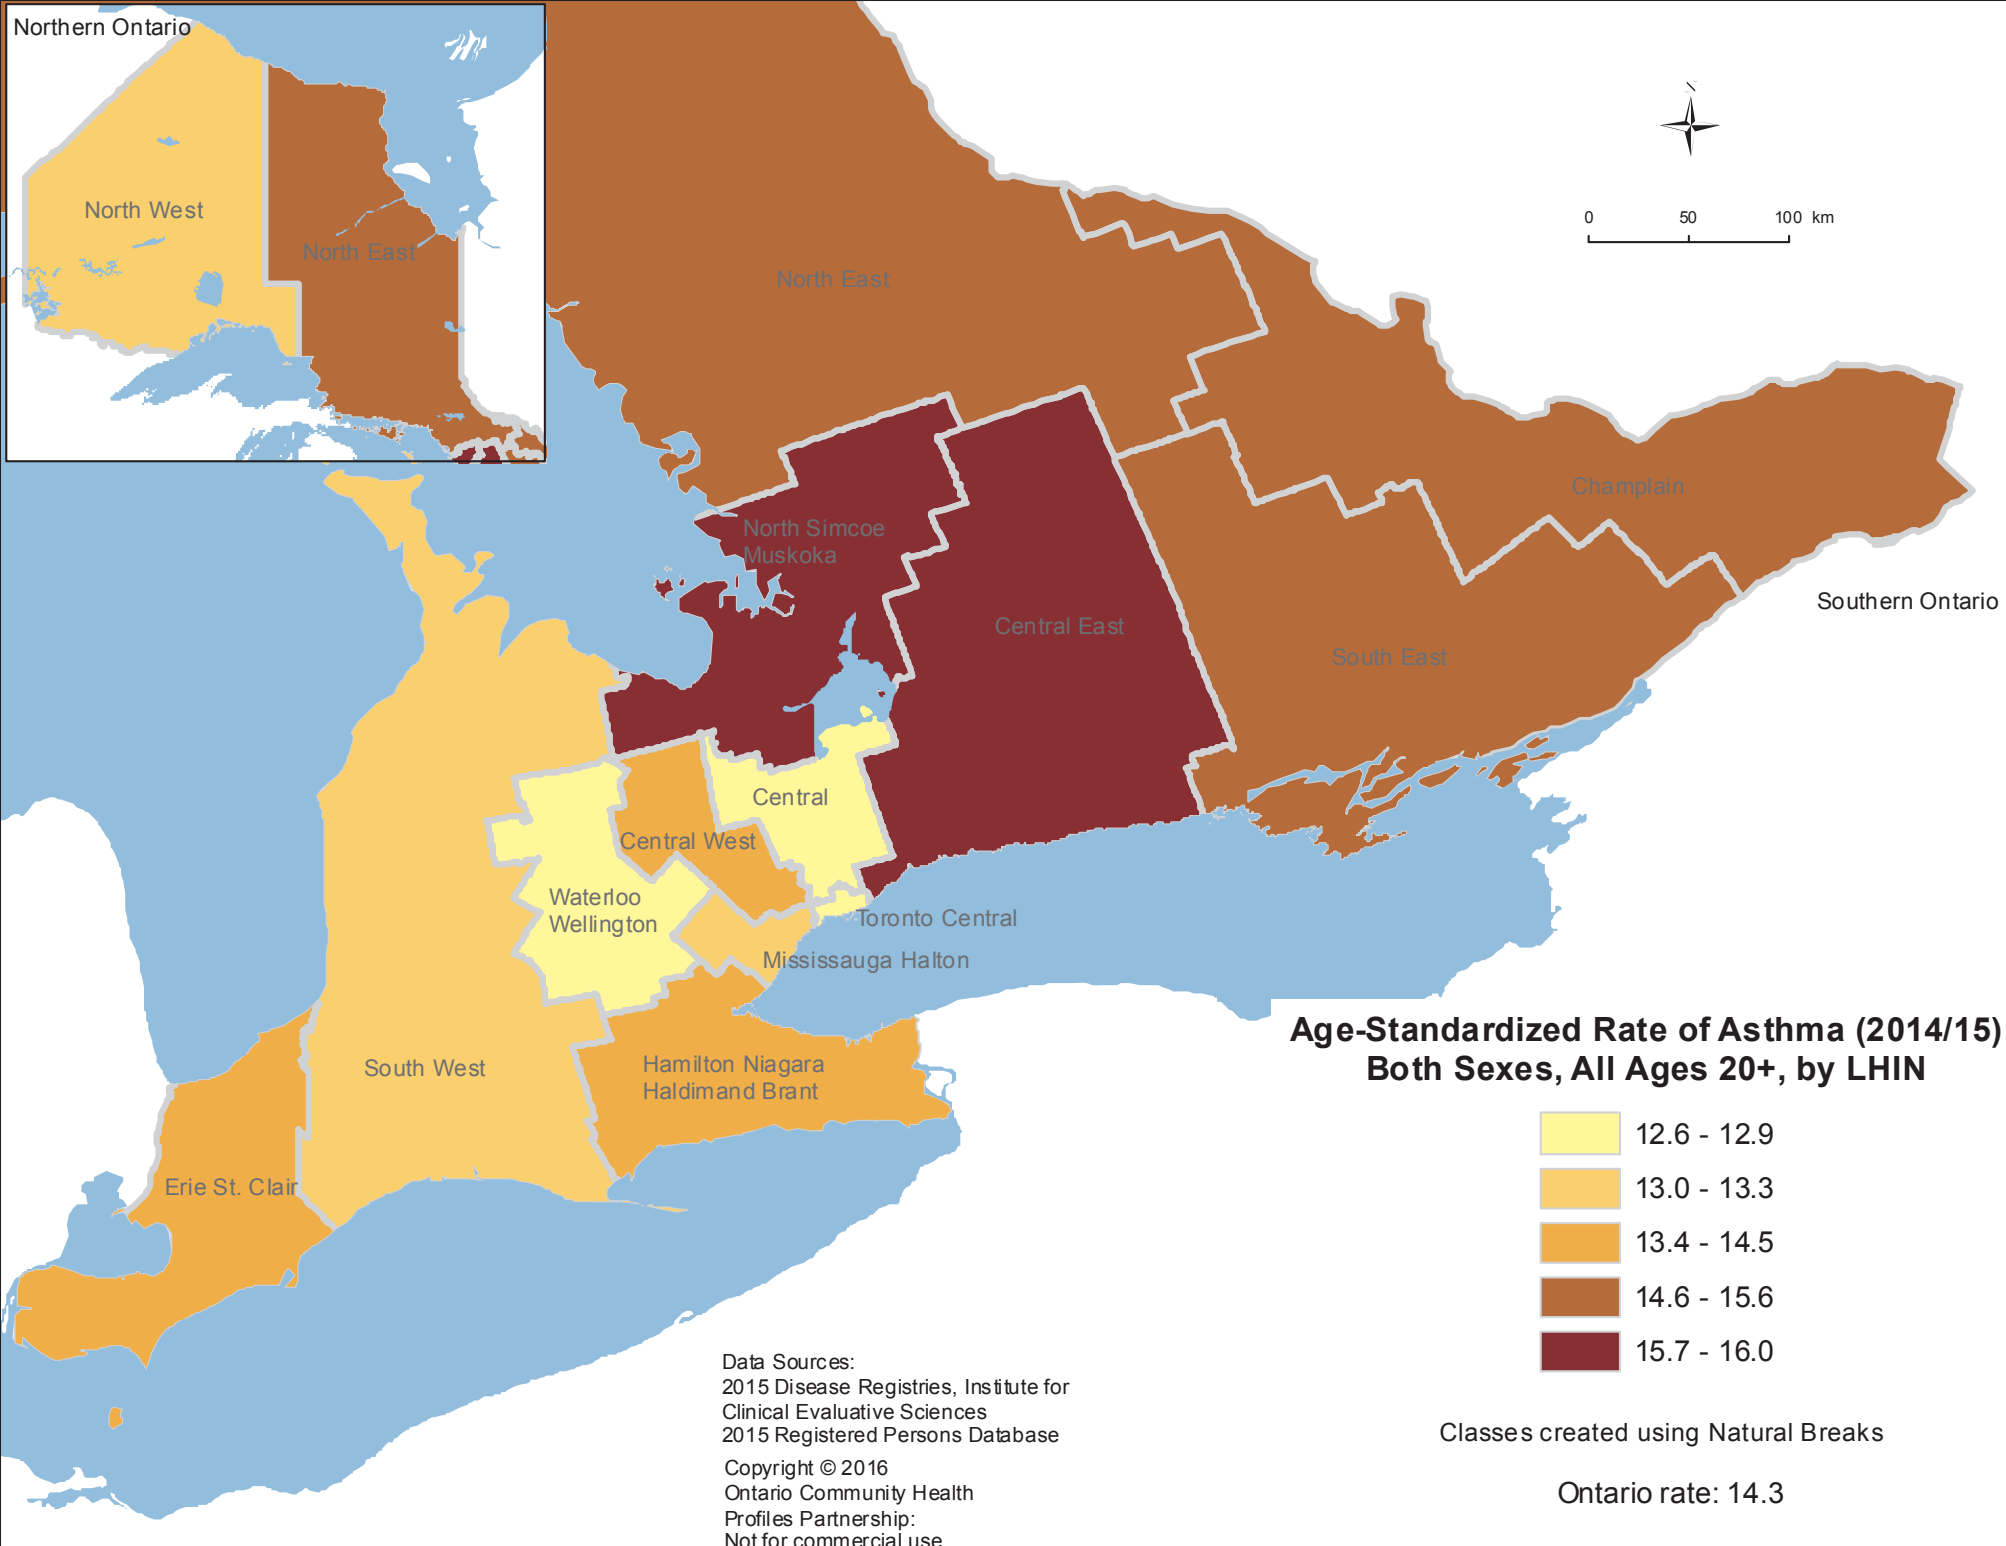 Northern Ontario
North West
North East
N
0 50 100 km
North East
Champlain
North Simcoe
Muskoka
Southern Ontario
Central East
South East
Central
Central West
Waterloo
Wellington
Toronto Central
Mississauga Halton
South West
Hamilton Niagara
Haldimand Brant
Erie St. Clair
Age-Standardized Rate of Asthma (2014/15)
Both Sexes, All Ages 20+, by LHIN
12.6 - 12.9
13.0 - 13.3
13.4 - 14.5
14.6 - 15.6
15.7 - 16.0
Classes created using Natural Breaks
Ontario rate: 14.3
Data Sources:
2015 Disease Registries, Institute for
Clinical Evaluative Sciences
2015 Registered Persons Database
Copyright © 2016
Ontario Community Health
Profiles Partnership:
Not for commercial use